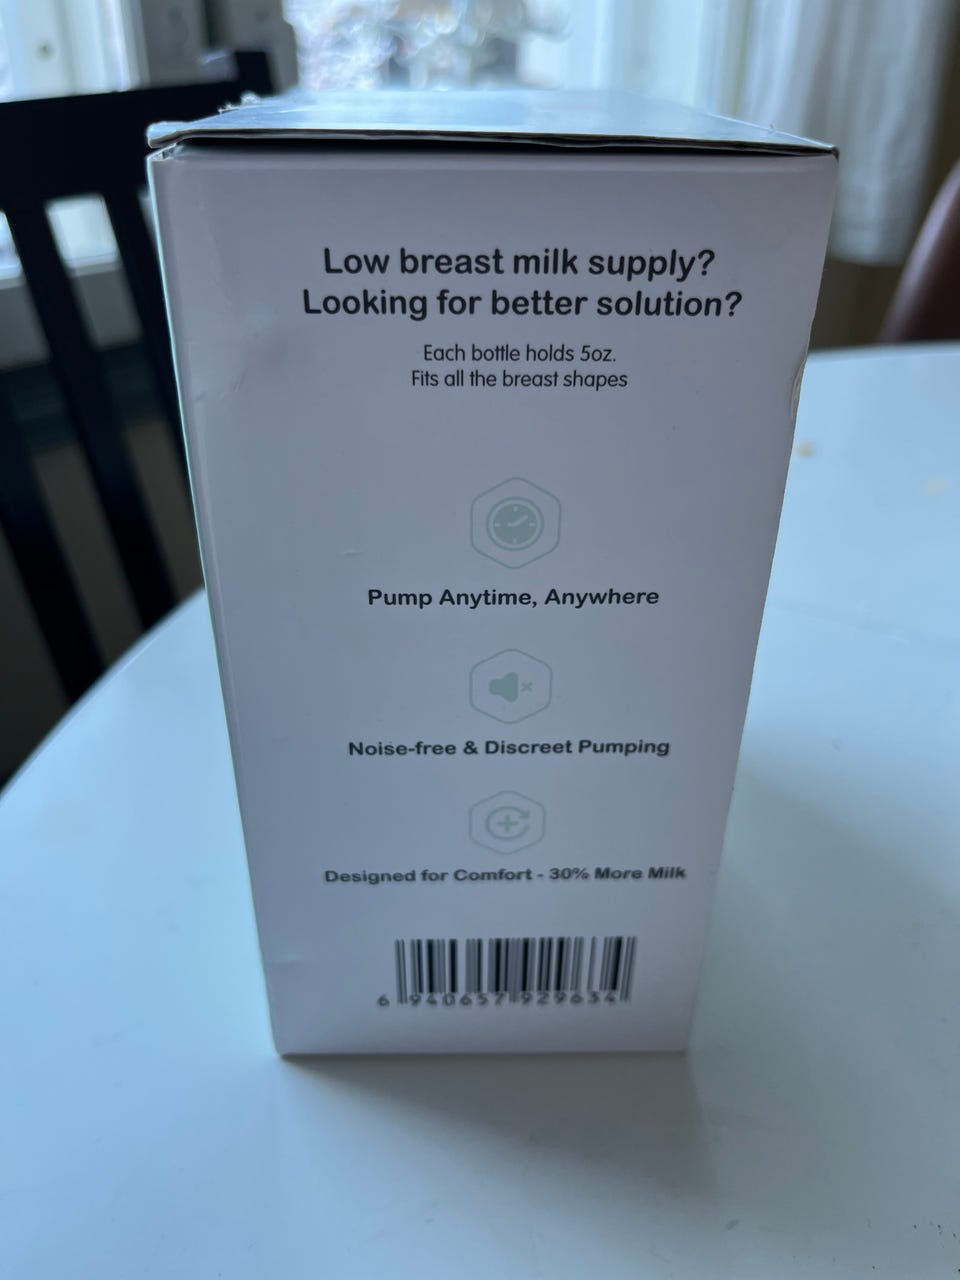 Low breast milk supply?
Looking for better solution?
Each bottle holds 5oz.
Fits all the breast shapes
Pump Anytime, Anywhere
Noise-free & Discreet Pumping
Designed for Comfort - 30% More Milk
6 940657 929634